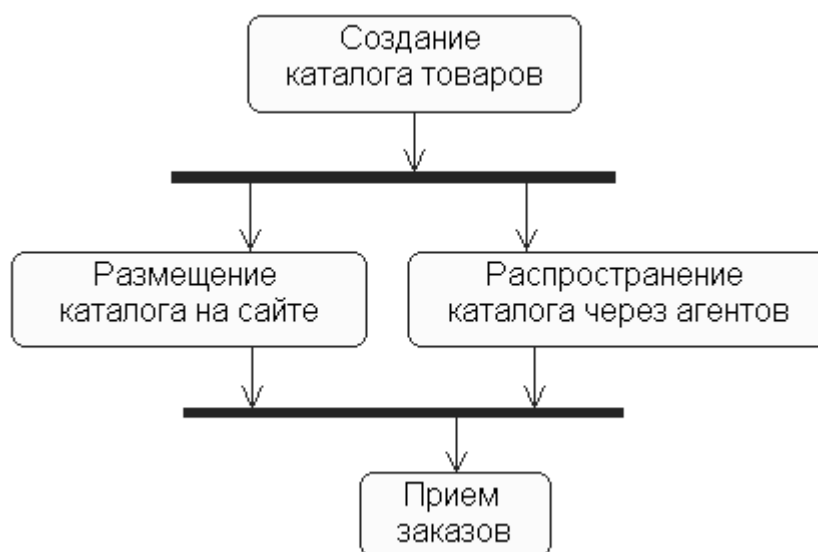 Создание
каталога товаров
Размещение
каталога на сайте
Распространение
каталога через агентов
Прием
заказов